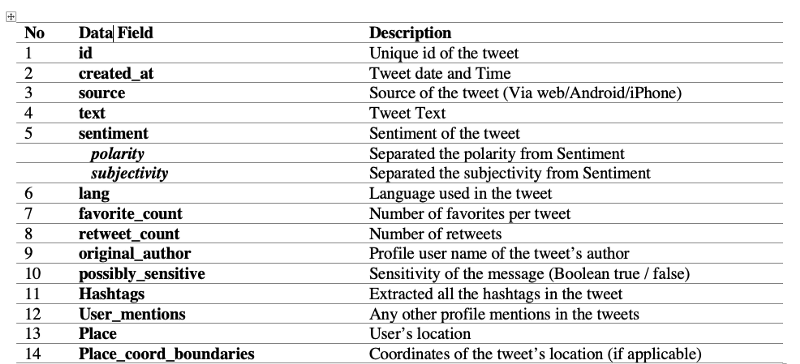 No Data Field Description
1 id Unique id of the tweet
2 created_at Tweet date and Time
3 source Source of the tweet (Via web/Android/iPhone)
4 text Tweet Text
5 sentiment Sentiment of the tweet
polarity Separated the polarity from Sentiment
subjectivity Separated the subjectivity from Sentiment
6 lang Language used in the tweet
7 favorite_count Number of favorites per tweet
8 retweet_count Number of retweets
9 original_author Profile user name of the tweet’s author
10 possibly_sensitive Sensitivity of the message (Boolean true / false)
11 Hashtags Extracted all the hashtags in the tweet
12 User_mentions Any other profile mentions in the tweets
13 Place User’s location
14 Place_coord_boundaries Coordinates of the tweet’s location (if applicable)